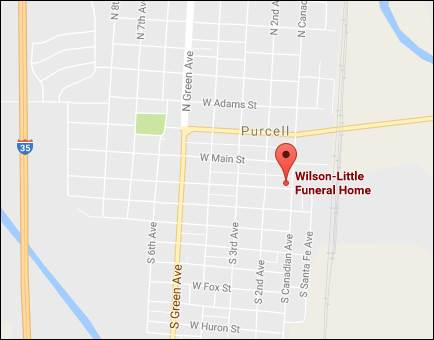 N 8th
N 7th Ave
N Green Ave
N 2nd A
N Canadian
W Adams St
Purcell
W Main St
35
Wilson-Little
Funeral Home
S 6th Ave
S Green Ave
S 3rd Ave
S 2nd Ave
S Canadian Ave
S Santa Fe Ave
W Fox St
W Huron St